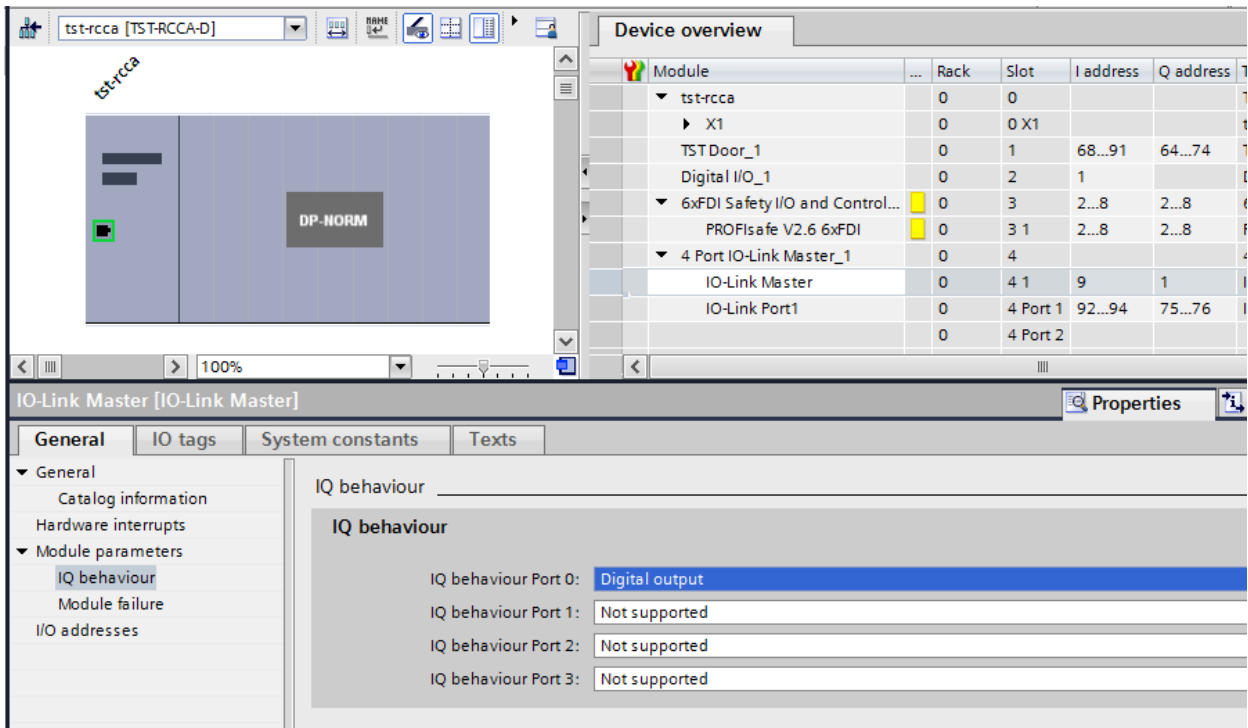 tst-rcca [TST-RCCA-D]
NAME
tst-rcca
DP-NORM
100%
Device overview
Module ... Rack Slot I address Q address T
tst-rcca 0 0
X1 0 0 X1
TST Door_1 0 1 68...91 64...74
Digital I/O_1 0 2 1
6xFDI Safety I/O and Control... 0 3 2...8 2...8
PROFIsafe V2.6 6xFDI 0 3 1 2...8 2...8
4 Port IO-Link Master_1 0 4
IO-Link Master 0 4 1 9 1
IO-Link Port1 0 4 Port 1 92...94 75...76
0 4 Port 2
IO-Link Master [IO-Link Master]
Properties
General IO tags System constants Texts
General
Catalog information
Hardware interrupts
Module parameters
IQ behaviour
Module failure
I/O addresses
IQ behaviour
IQ behaviour
IQ behaviour Port 0: Digital output
IQ behaviour Port 1: Not supported
IQ behaviour Port 2: Not supported
IQ behaviour Port 3: Not supported